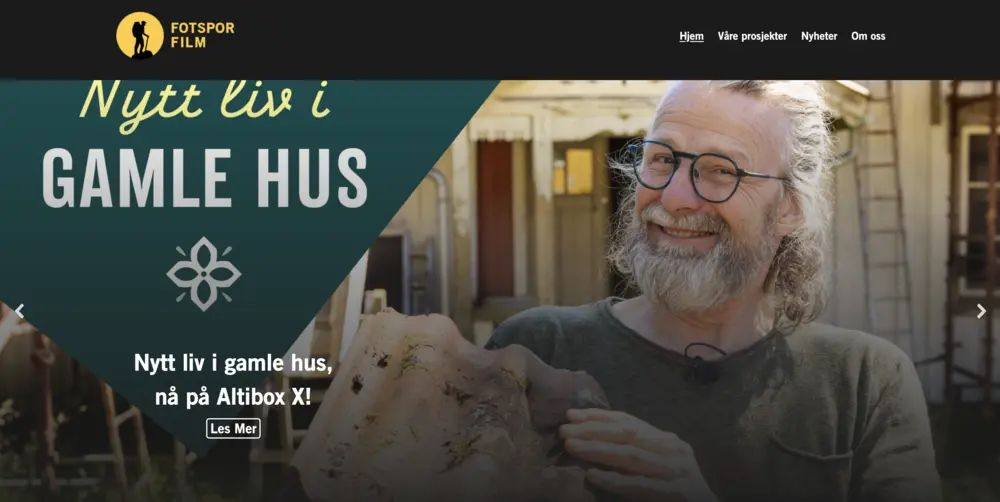 FOTSPOR
FILM
Hjem Våre prosjekter Nyheter Om oss
Nytt liv i
GAMLE HUS
Nytt liv i gamle hus,
nå på Altibox X!
Les Mer